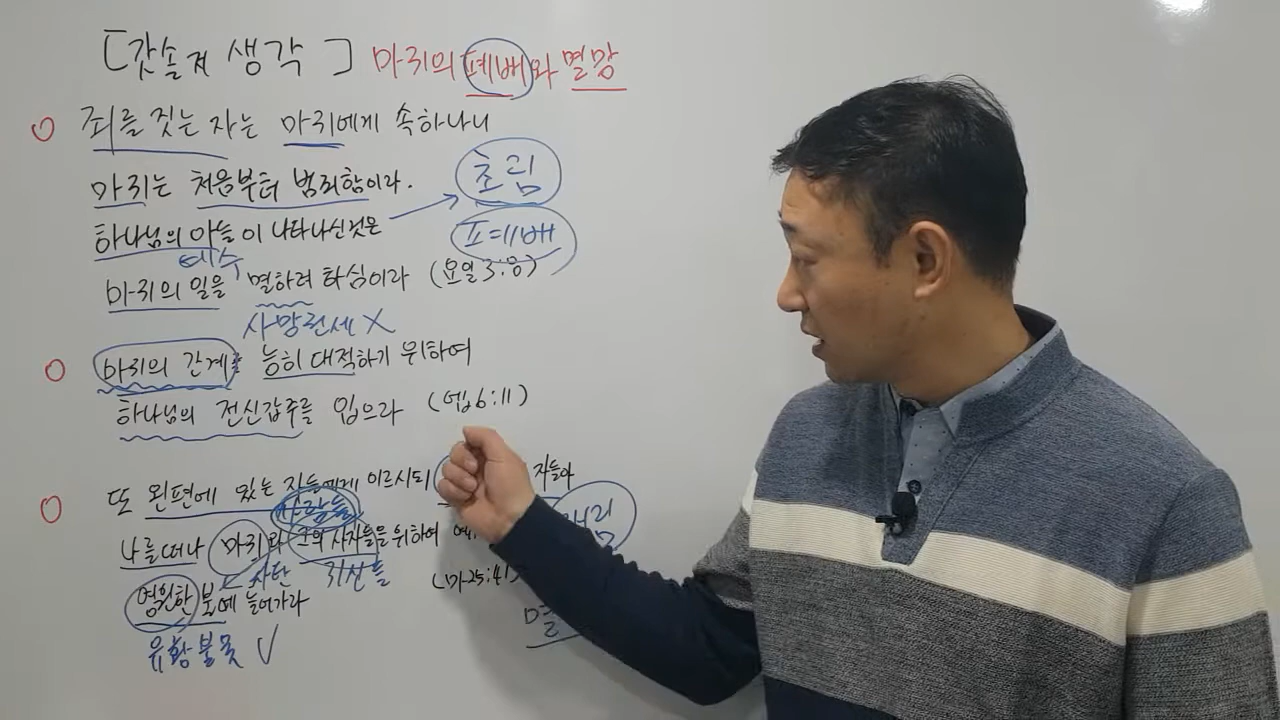 [갓솔져 생각] 마귀의 패배와 멸망
죄를 짓는 자는 마귀에게 속하나니
마귀는 처음부터 범죄함이라.
초림
하나님의 아들이 나타나신것은
패배
예수
마귀의 일을 멸하려 하심이라 (요일3:8)
사망권세 X
마귀의 간계를 능히 대적하기 위하여
하나님의 전신갑주를 입으라 (엡6:11)
또 왼편에 있는 자들에게 이르시되 자들아
사람들
나를 떠나 마귀와 그의 사자들을 위하여
사단 귀신들
영원한 불에 들어가라 (마25:41)
유황불못 V
멸